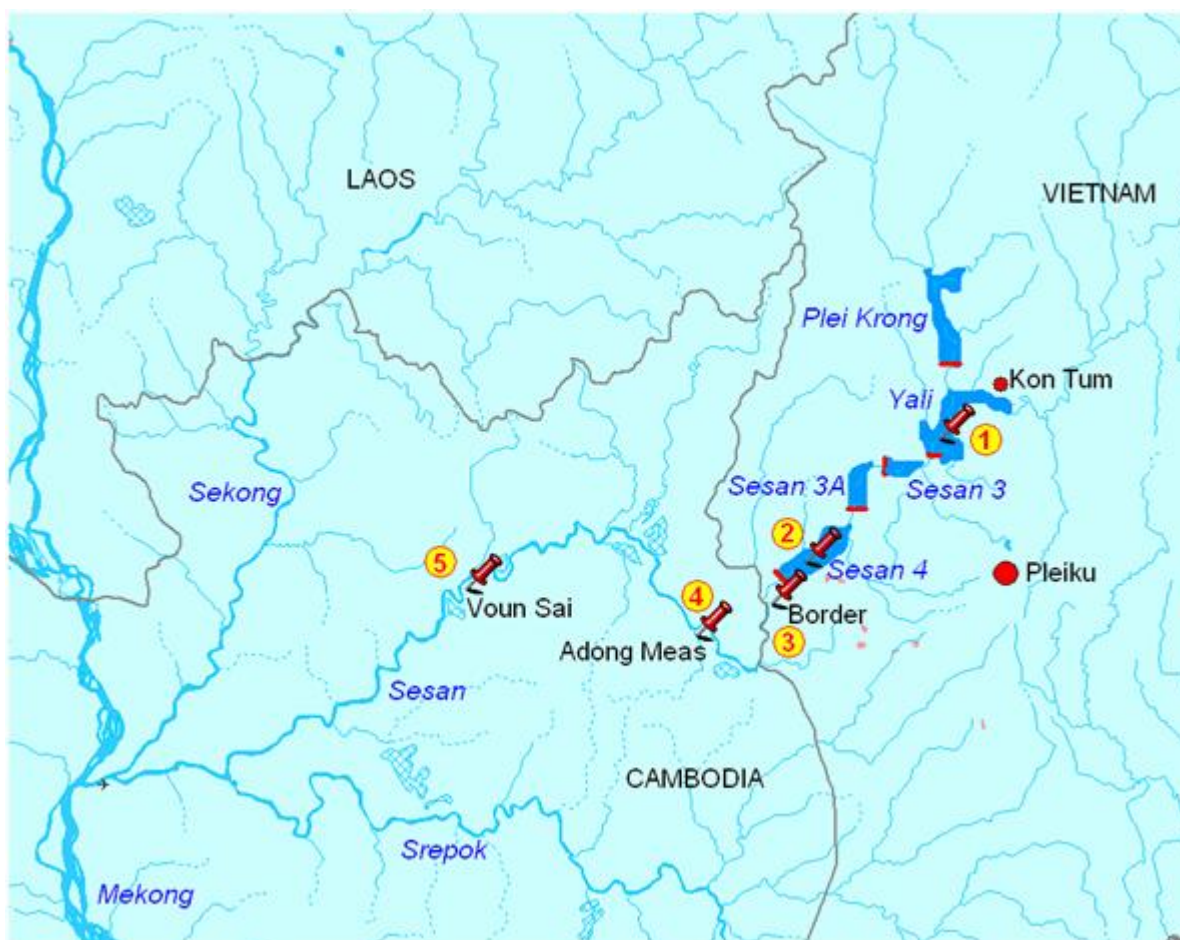 LAOS
VIETNAM
Plei Krong
Kon Tum
Yali
1
Sekong
Sesan 3A
Sesan 3
2
5
Sesan 4
Pleiku
4
Voun Sai
Border
3
Adong Meas
Sesan
CAMBODIA
Srepok
Mekong